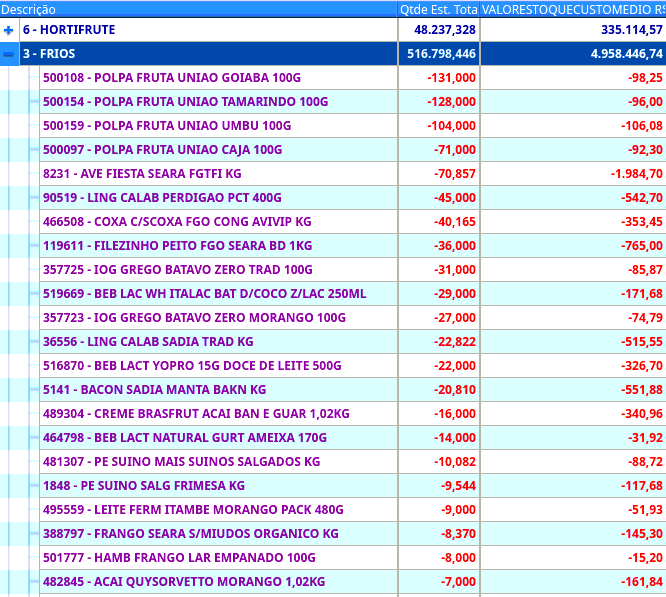 Descrição Qtde Est. Tota VALORESTOQUECUSTOMEDIO R$
6 - HORTIFRUTE 48.237,328 335.114,57
3 - FRIOS 516.798,446 4.958.446,74
500108 - POLPA FRUTA UNIAO GOIABA 100G -131,000 -98,25
500154 - POLPA FRUTA UNIAO TAMARINDO 100G -128,000 -96,00
500159 - POLPA FRUTA UNIAO UMBU 100G -104,000 -106,08
500097 - POLPA FRUTA UNIAO CAJA 100G -71,000 -92,30
8231 - AVE FIESTA SEARA FGTFI KG -70,857 -1.984,70
90519 - LING CALAB PERDIGAO PCT 400G -45,000 -542,70
466508 - COXA C/SCOXA FGO CONG AVIVIP KG -40,165 -353,45
119611 - FILEZINHO PEITO FGO SEARA BD 1KG -36,000 -765,00
357725 - IOG GREGO BATAVO ZERO TRAD 100G -31,000 -85,87
519669 - BEB LAC WH ITALAC BAT D/COCO Z/LAC 250ML -29,000 -171,68
357723 - IOG GREGO BATAVO ZERO MORANGO 100G -27,000 -74,79
36556 - LING CALAB SADIA TRAD KG -22,822 -515,55
516870 - BEB LACT YOPRO 15G DOCE DE LEITE 500G -22,000 -326,70
5141 - BACON SADIA MANTA BAKN KG -20,810 -551,88
489304 - CREME BRASFRUT ACAI BAN E GUAR 1,02KG -16,000 -340,96
464798 - BEB LACT NATURAL GURT AMEIXA 170G -14,000 -31,92
481307 - PE SUINO MAIS SUINOS SALGADOS KG -10,082 -88,72
1848 - PE SUINO SALG FRIMESA KG -9,544 -117,68
495559 - LEITE FERM ITAMBE MORANGO PACK 480G -9,000 -51,93
388797 - FRANGO SEARA S/MIUDOS ORGANICO KG -8,370 -145,30
501777 - HAMB FRANGO LAR EMPANADO 100G -8,000 -15,20
482845 - ACAI QUYSORVETTO MORANGO 1,02KG -7,000 -161,84